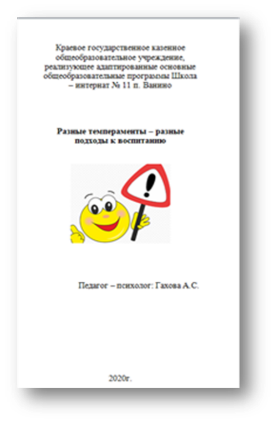 Краевое государственное казенное
общеобразовательное учреждение,
реализующее адаптированные основные
общеобразовательные программы Школа
– интернат № 11 п. Ванино
Разные темпераменты – разные
подходы к воспитанию
!
Педагог – психолог: Гахова А.С.
2020г.